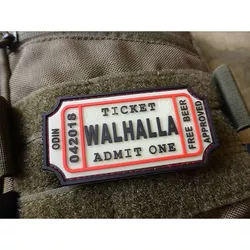 ODIN
042018
TICKET
WALHALLA
ADMIT ONE
FREE BEER
APPROVED